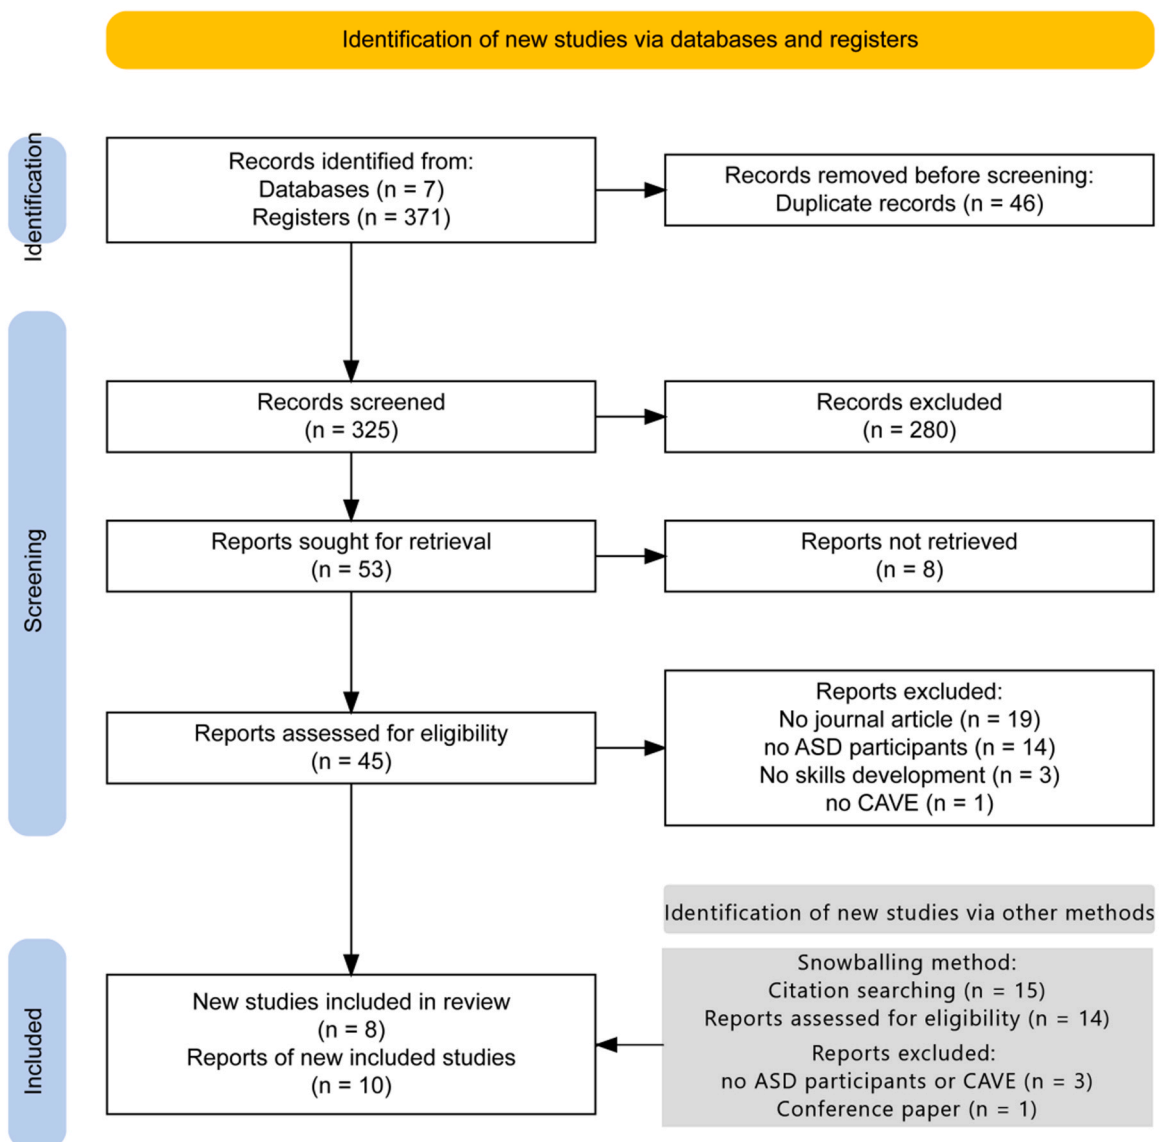 Identification of new studies via databases and registers
Identification
Records identified from:
Databases (n = 7)
Registers (n = 371)
Records removed before screening:
Duplicate records (n = 46)
Screening
Records screened
(n = 325)
Records excluded
(n = 280)
Reports sought for retrieval
(n = 53)
Reports not retrieved
(n = 8)
Reports assessed for eligibility
(n = 45)
Reports excluded:
No journal article (n = 19)
no ASD participants (n = 14)
No skills development (n = 3)
no CAVE (n = 1)
Identification of new studies via other methods
Included
New studies included in review
(n = 8)
Reports of new included studies
(n = 10)
Snowballing method:
Citation searching (n = 15)
Reports assessed for eligibility (n = 14)
Reports excluded:
no ASD participants or CAVE (n = 3)
Conference paper (n = 1)